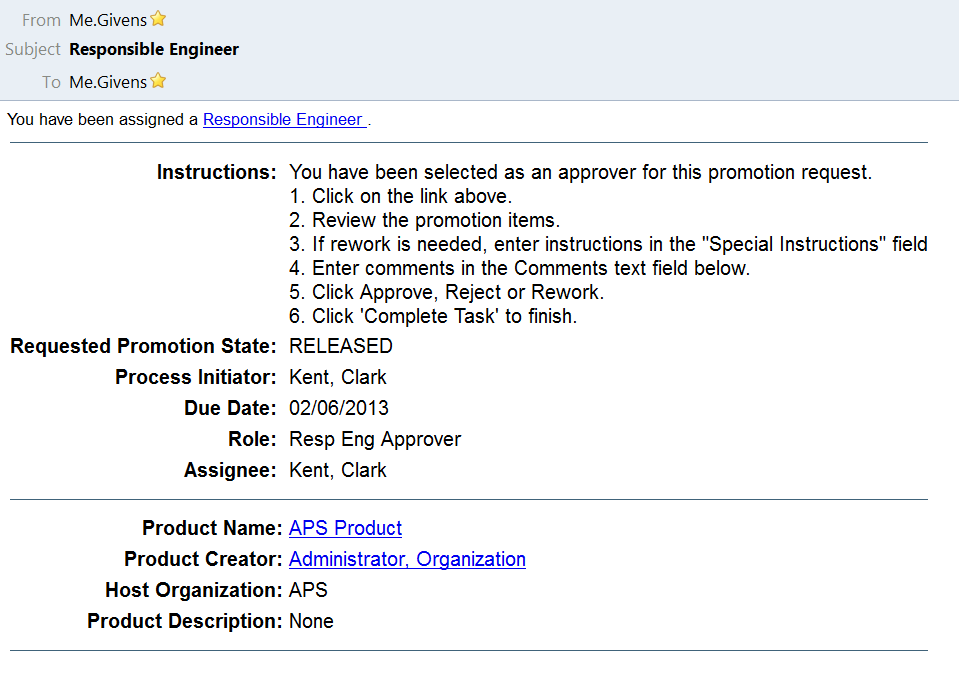 From Me.Givens
Subject Responsible Engineer
To Me.Givens
You have been assigned a Responsible Engineer .
Instructions: You have been selected as an approver for this promotion request.
1. Click on the link above.
2. Review the promotion items.
3. If rework is needed, enter instructions in the "Special Instructions" field
4. Enter comments in the Comments text field below.
5. Click Approve, Reject or Rework.
6. Click 'Complete Task' to finish.
Requested Promotion State: RELEASED
Process Initiator: Kent, Clark
Due Date: 02/06/2013
Role: Resp Eng Approver
Assignee: Kent, Clark
Product Name: APS Product
Product Creator: Administrator, Organization
Host Organization: APS
Product Description: None